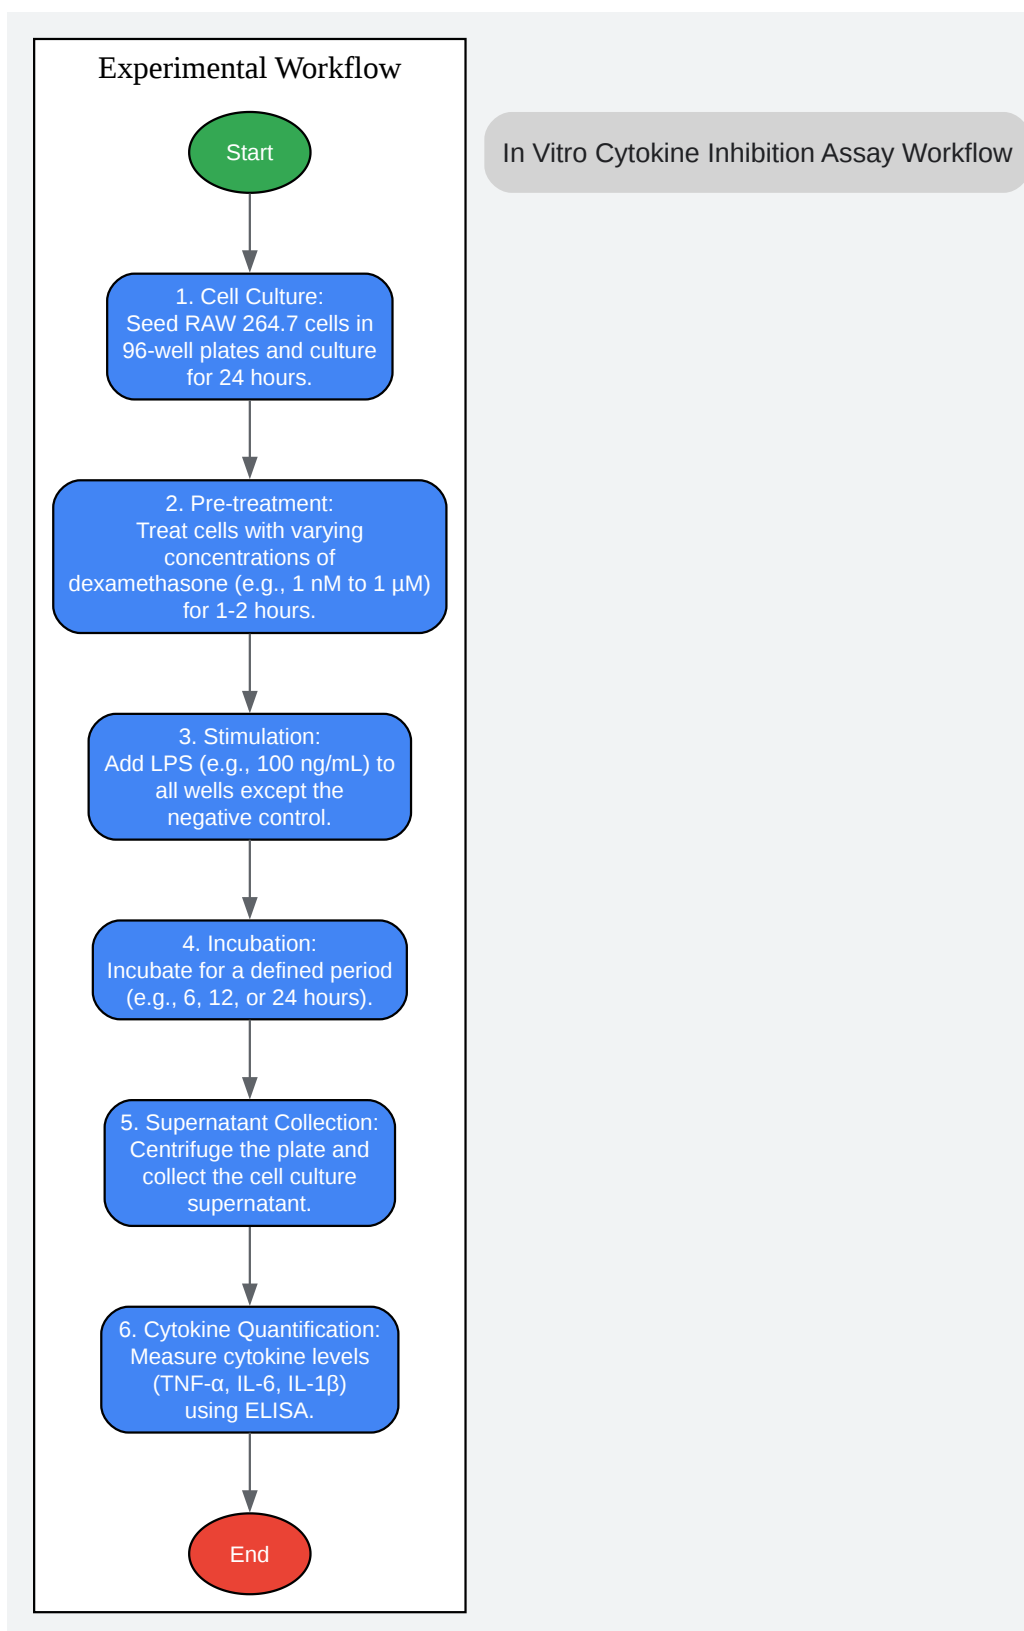 Experimental Workflow
Start
In Vitro Cytokine Inhibition Assay Workflow
1. Cell Culture:
Seed RAW 264.7 cells in
96-well plates and culture
for 24 hours.
2. Pre-treatment:
Treat cells with varying
concentrations of
dexamethasone (e.g., 1 nM to 1 µM)
for 1-2 hours.
3. Stimulation:
Add LPS (e.g., 100 ng/mL) to
all wells except the
negative control.
4. Incubation:
Incubate for a defined period
(e.g., 6, 12, or 24 hours).
5. Supernatant Collection:
Centrifuge the plate and
collect the cell culture
supernatant.
6. Cytokine Quantification:
Measure cytokine levels
(TNF-α, IL-6, IL-1β)
using ELISA.
End